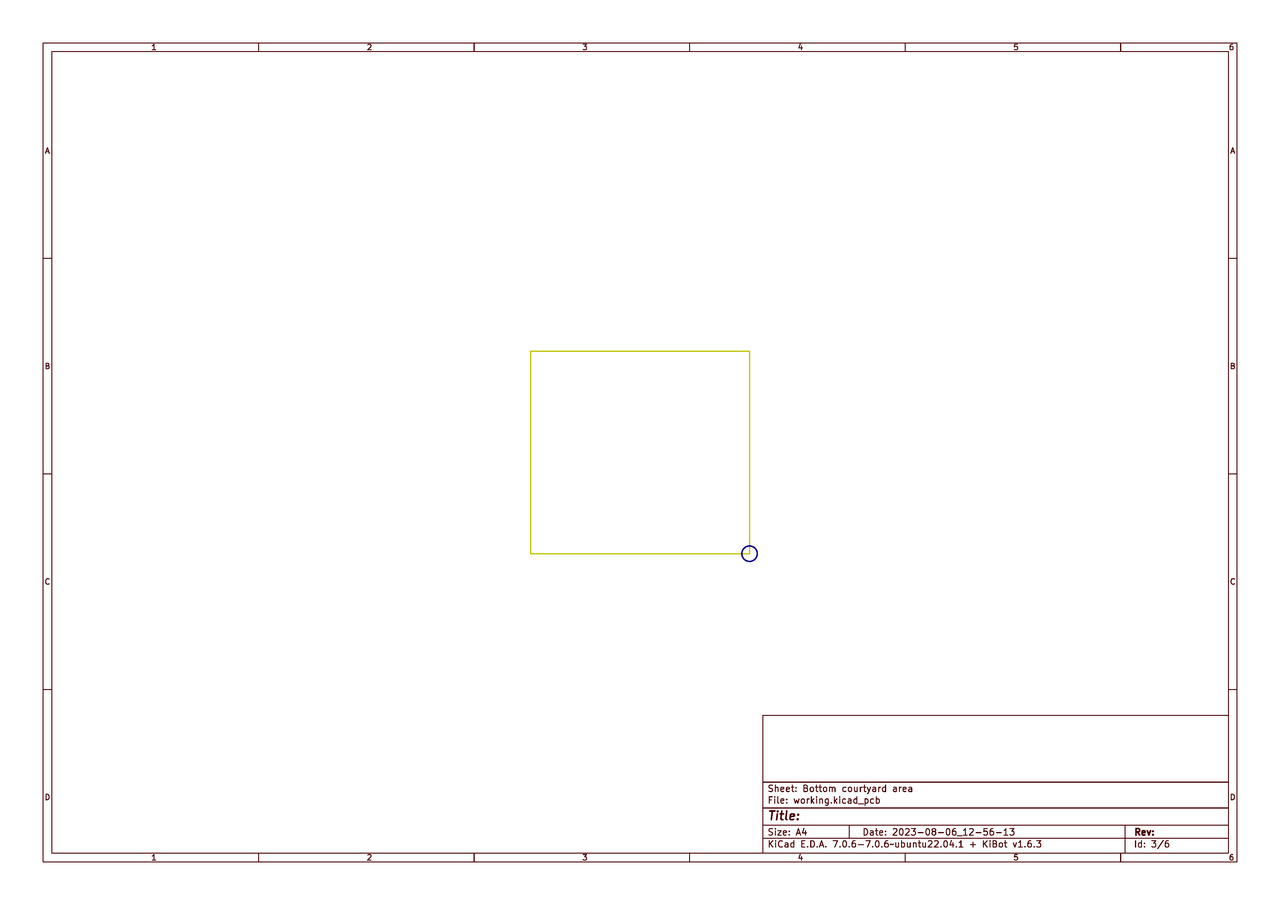 1 2 3 4 5 6
A A
B B
C C
D D
Sheet: Bottom courtyard area
File: working.kicad_pcb
Title:
Size: A4 Date: 2023-08-06_12-56-13 Rev:
KiCad E.D.A. 7.0.6-7.0.6~ubuntu22.04.1 + KiBot v1.6.3 Id: 3/6
1 2 3 4 5 6